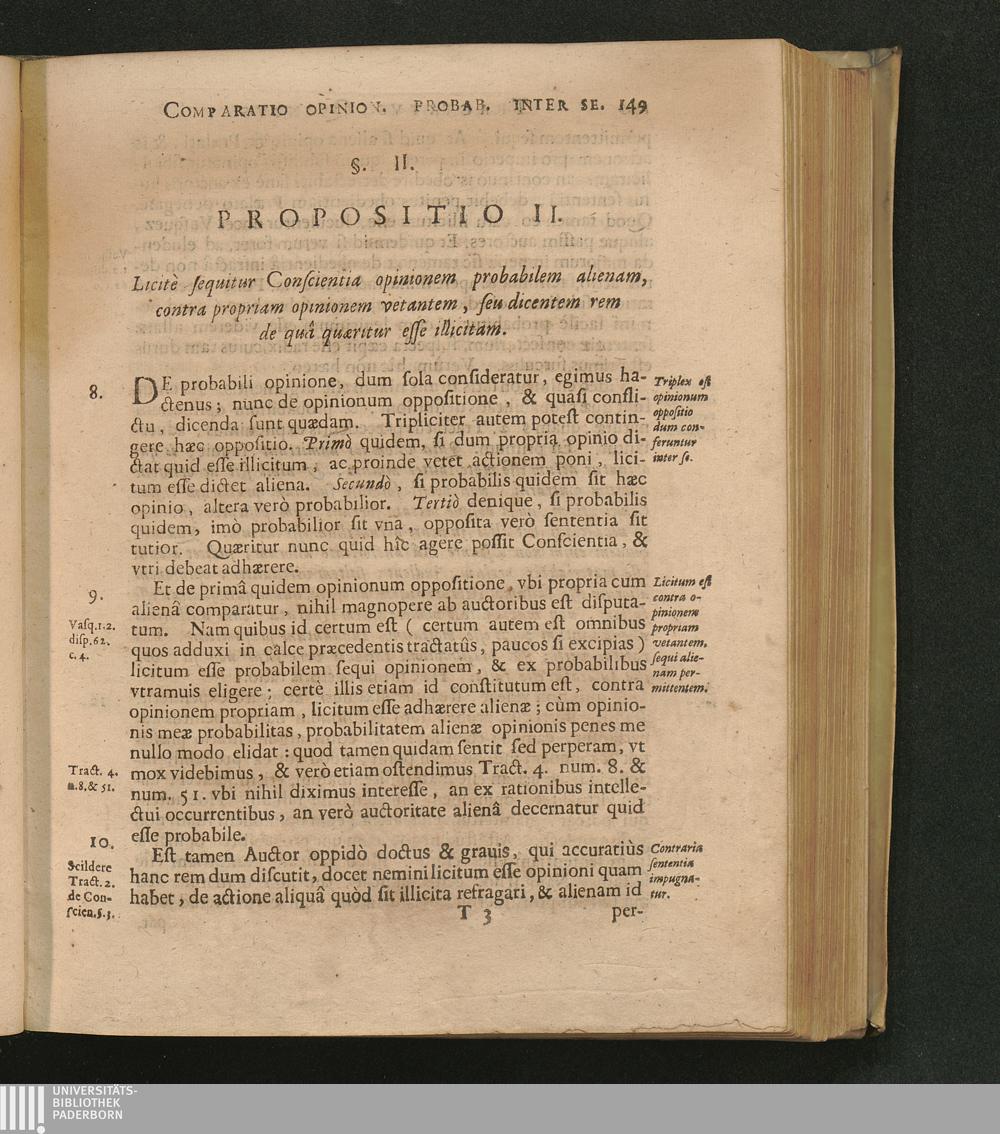 COMPARATIO OPINION. PROBAB. INTER SE. 149
§. II.
PROPOSITIO II.
Licitè ſequitur Conſcientia opinionem probabilem alienam,
contra propriam opinionem vetantem, ſeu dicentem rem
de quâ quæritur eſſe illicitam.
8.
DE probabili opinione, dum ſola conſideratur, egimus ha-
ctenus; nunc de opinionum oppoſitione, & quaſi confli-
ctu, dicenda ſunt quædam. Tripliciter autem poteſt contin-
gere hæc oppoſitio. Primò quidem, ſi dum propria opinio di-
ctat quid eſſe illicitum, ac proinde vetet actionem poni, lici-
tum eſſe dictet aliena. Secundò, ſi probabilis quidem ſit hæc
opinio, altera verò probabilior. Tertiò denique, ſi probabilis
quidem, imò probabilior ſit vna, oppoſita verò ſententia ſit
tutior. Quæritur nunc quid hîc agere poſſit Conſcientia, &
vtri debeat adhærere.
Triplex eſt
opinionum
oppoſitio
dum con-
feruntur
inter ſe.
9.
Et de primâ quidem opinionum oppoſitione, vbi propria cum
alienâ comparatur, nihil magnopere ab auctoribus eſt diſputa-
tum. Nam quibus id certum eſt ( certum autem eſt omnibus
quos adduxi in calce præcedentis tractatûs, paucos ſi excipias )
licitum eſſe probabilem ſequi opinionem, & ex probabilibus
vtramuis eligere; certè illis etiam id conſtitutum eſt, contra
opinionem propriam, licitum eſſe adhærere alienæ; cùm opinio-
nis meæ probabilitas, probabilitatem alienæ opinionis penes me
nullo modo elidat: quod tamen quidam ſentit ſed perperam, vt
mox videbimus, & verò etiam oſtendimus Tract. 4. num. 8. &
num. 51. vbi nihil diximus intereſſe, an ex rationibus intelle-
ctui occurrentibus, an verò auctoritate alienâ decernatur quid
eſſe probabile.
Vaſq. 1. 2.
diſp. 62.
c. 4.
Tract. 4.
n. 8. & 51.
Licitum eſt
contra o-
pinionem
propriam
vetantem,
ſequi alie-
nam per-
mittentem.
10.
Eſt tamen Auctor oppidò doctus & grauis, qui accuratiùs
hanc rem dum diſcutit, docet nemini licitum eſſe opinioni quam
habet, de actione aliquâ quòd ſit illicita refragari, & alienam id
Scildere
Tract. 2.
de Con-
ſcien. §. 3.
Contraria
ſententia
impugna-
tur.
T 3 per-
UNIVERSITÄTS-
BIBLIOTHEK
PADERBORN